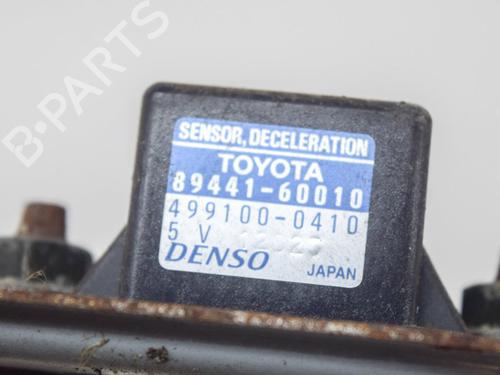 B-PARTS
SENSOR, DECELERATION
TOYOTA
89441-60010
499100-0410
5 V
DENSO JAPAN